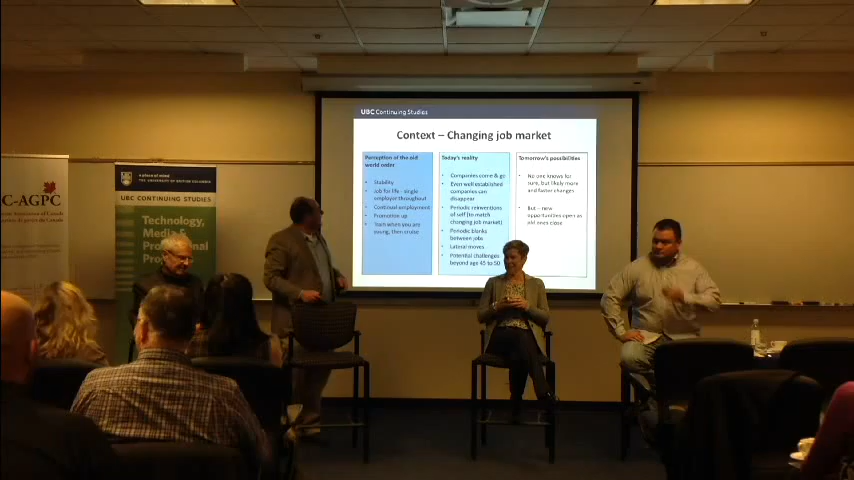 UBC Continuing Studies
Context – Changing job market
Perception of the old
world order
Stability
Job for life - single
employer throughout
Continual employment
Promotion up
Train when you are
young, then cruise
Today's reality
Companies come & go
Even well established
companies can
disappear
Periodic reinventions
of self (to match
changing job market)
Periodic blanks
between jobs
Lateral moves
Potential challenges
beyond age 45 to 50
Tomorrow's possibilities
No one knows for
sure, but likely more
and faster changes
But – new
opportunities open as
old ones close
C-AGPC
a place of mind
THE UNIVERSITY OF BRITISH COLUMBIA
UBC CONTINUING STUDIES
Technology,
Media &